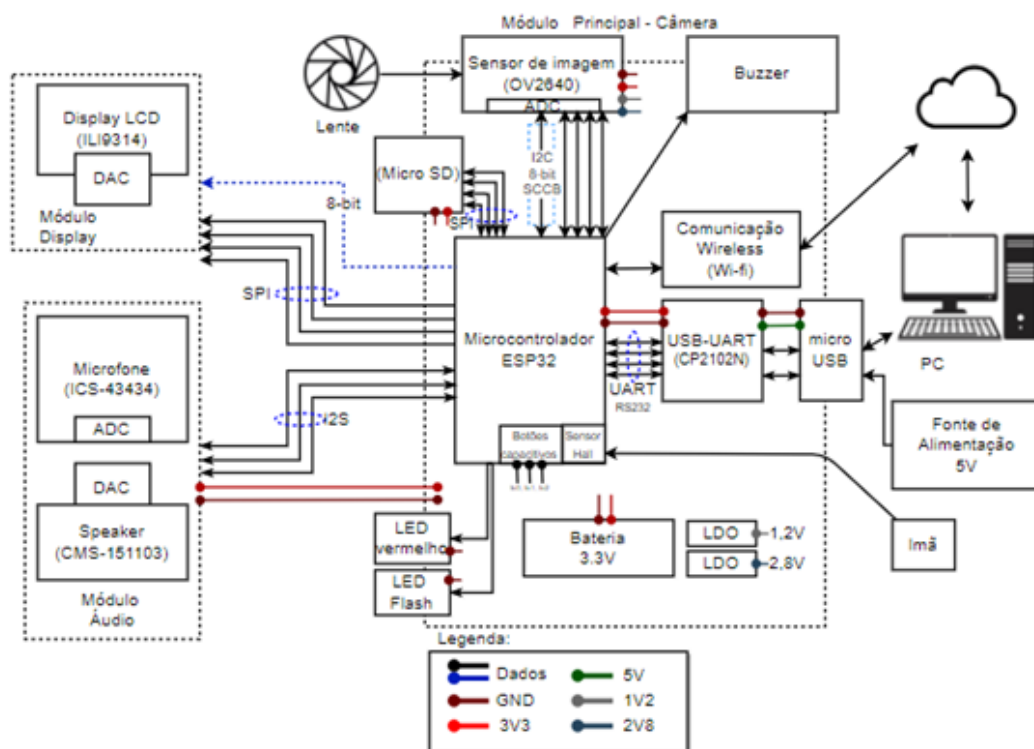 Módulo Principal - Câmera
Sensor de imagem
(OV2640)
ADC
Buzzer
Lente
Display LCD
(ILI9314)
DAC
Módulo
Display
8-bit
(Micro SD)
SPI
I2C
8-bit
SCCB
Comunicação
Wireless
(Wi-fi)
SPI
Microcontrolador
ESP32
USB-UART
(CP2102N)
micro
USB
PC
UART
RS232
Microfone
(ICS-43434)
ADC
I2S
Botões
capacitivos
Sensor
Hall
Fonte de
Alimentação
5V
DAC
Speaker
(CMS-151103)
Módulo
Áudio
LED
vermelho
LED
Flash
Bateria
3.3V
LDO
1,2V
LDO
2,8V
Imã
Legenda:
Dados
5V
GND
1V2
3V3
2V8